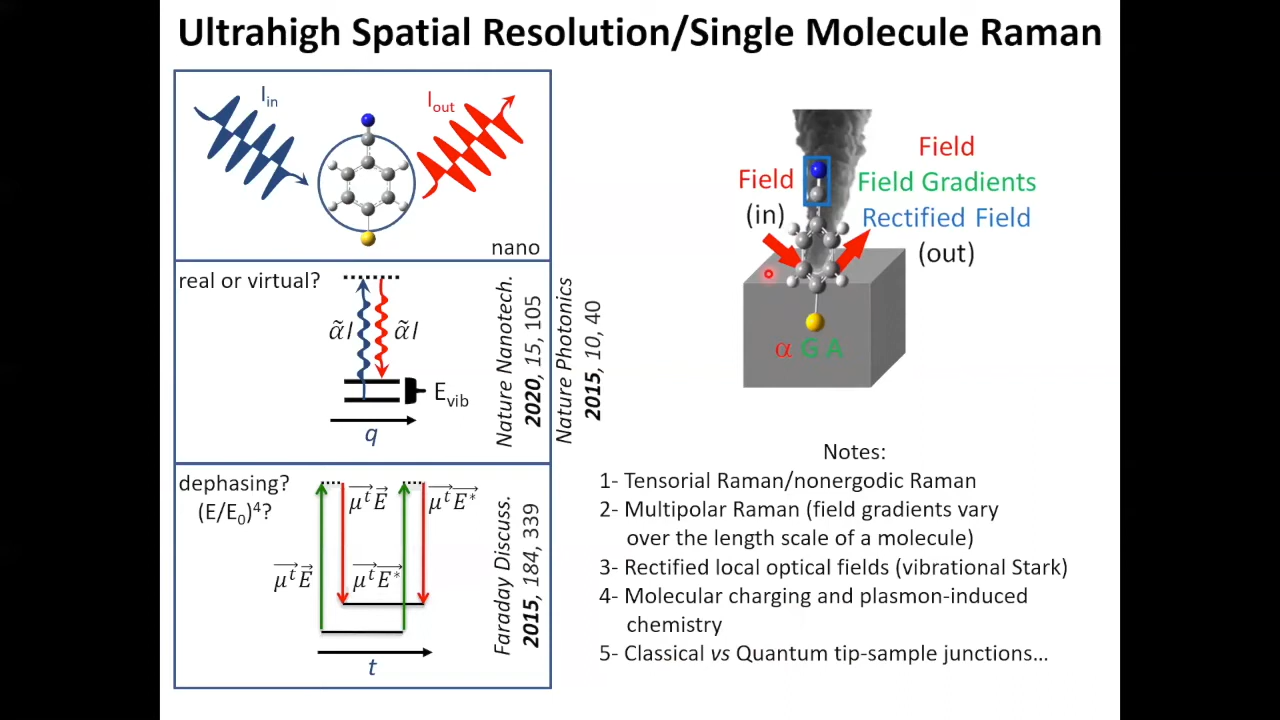 Ultrahigh Spatial Resolution/Single Molecule Raman
I_in
I_out
nano
real or virtual?
α̃I
α̃I
E_vib
q
Nature Nanotech.
2020, 15, 105
Nature Photonics
2015, 10, 40
dephasing?
(E/E₀)⁴?
μᵗE
μᵗE*
μᵗE
μᵗE*
t
Faraday Discuss.
2015, 184, 339
Field
(in)
Field
Field Gradients
Rectified Field
(out)
α G A
Notes:
1- Tensorial Raman/nonergodic Raman
2- Multipolar Raman (field gradients vary
over the length scale of a molecule)
3- Rectified local optical fields (vibrational Stark)
4- Molecular charging and plasmon-induced
chemistry
5- Classical vs Quantum tip-sample junctions…